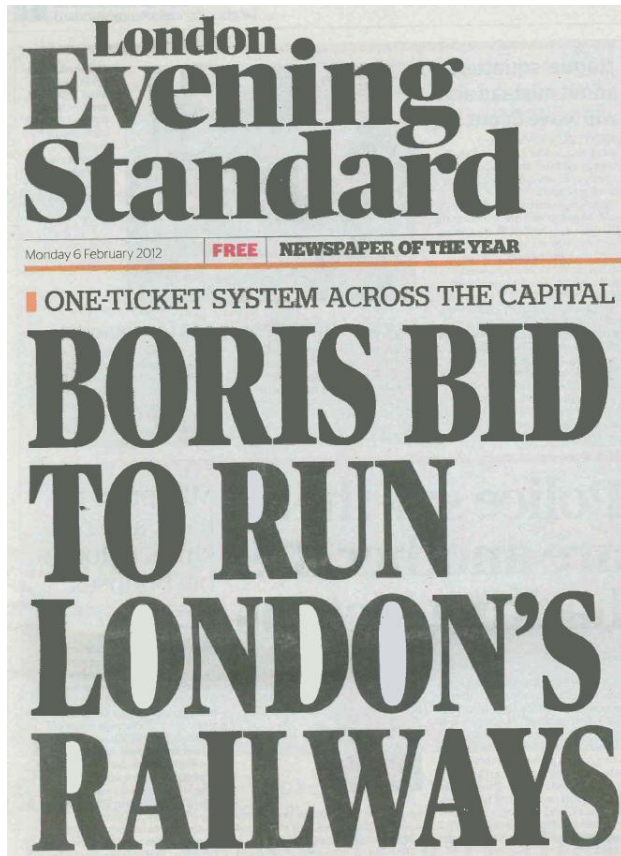 London
Evening
Standard
Monday 6 February 2012 FREE NEWSPAPER OF THE YEAR
ONE-TICKET SYSTEM ACROSS THE CAPITAL
BORIS BID
TO RUN
LONDON'S
RAILWAYS